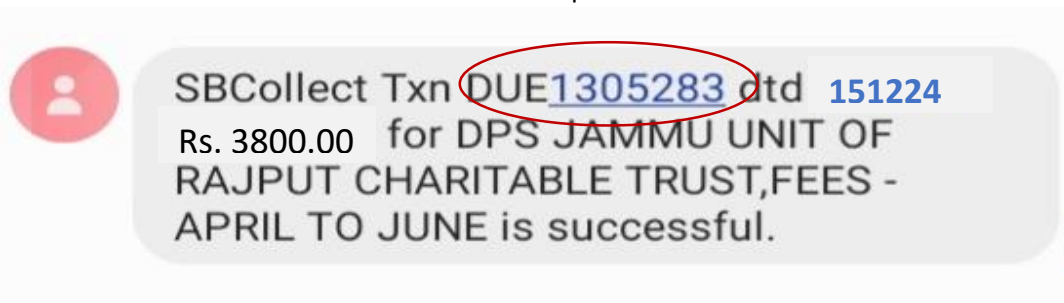 SBCollect Txn DUE1305283 dtd 151224
Rs. 3800.00 for DPS JAMMU UNIT OF
RAJPUT CHARITABLE TRUST,FEES -
APRIL TO JUNE is successful.